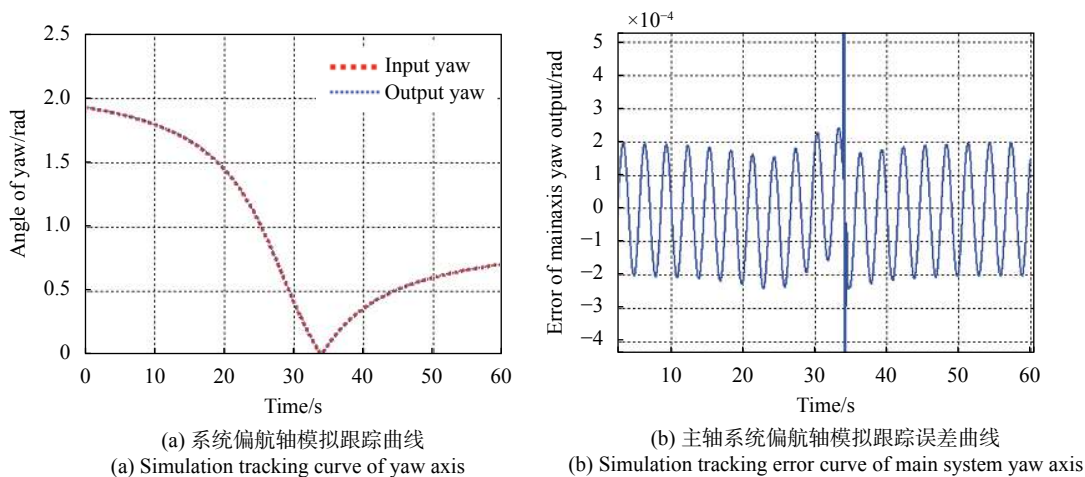 Angle of yaw/rad
2.5
2.0
1.5
1.0
0.5
0
Input yaw
Output yaw
0 10 20 30 40 50 60
Time/s
(a) 系统偏航轴模拟跟踪曲线
(a) Simulation tracking curve of yaw axis
×10⁻⁴
Error of mainaxis yaw output/rad
5
4
3
2
1
0
−1
−2
−3
−4
10 20 30 40 50 60
Time/s
(b) 主轴系统偏航轴模拟跟踪误差曲线
(b) Simulation tracking error curve of main system yaw axis